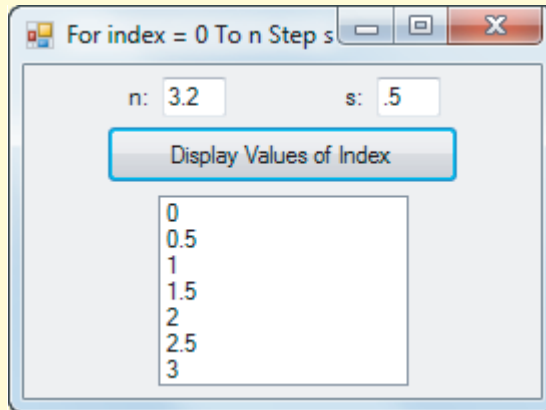 For index = 0 To n Step s
n: 3.2 s: .5
Display Values of Index
0
0.5
1
1.5
2
2.5
3